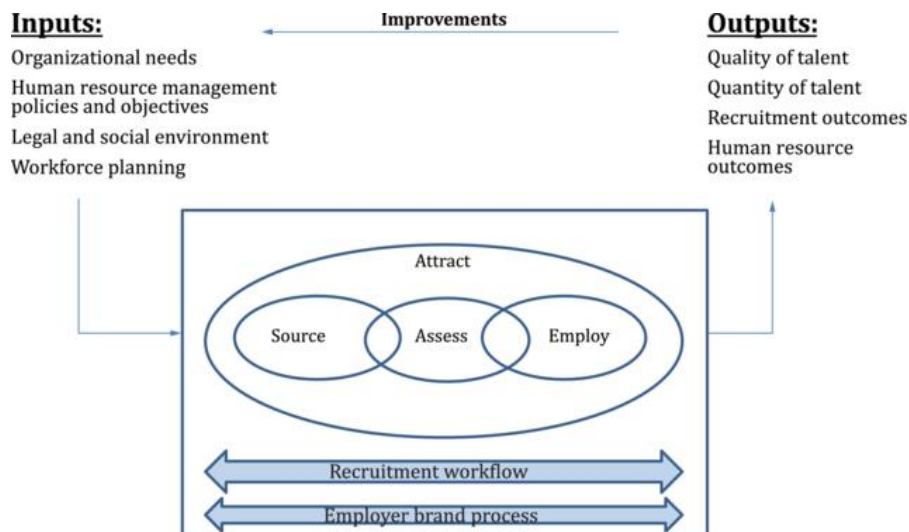 Inputs:
Organizational needs
Human resource management
policies and objectives
Legal and social environment
Workforce planning
Improvements
Outputs:
Quality of talent
Quantity of talent
Recruitment outcomes
Human resource
outcomes
Attract
Source
Assess
Employ
Recruitment workflow
Employer brand process